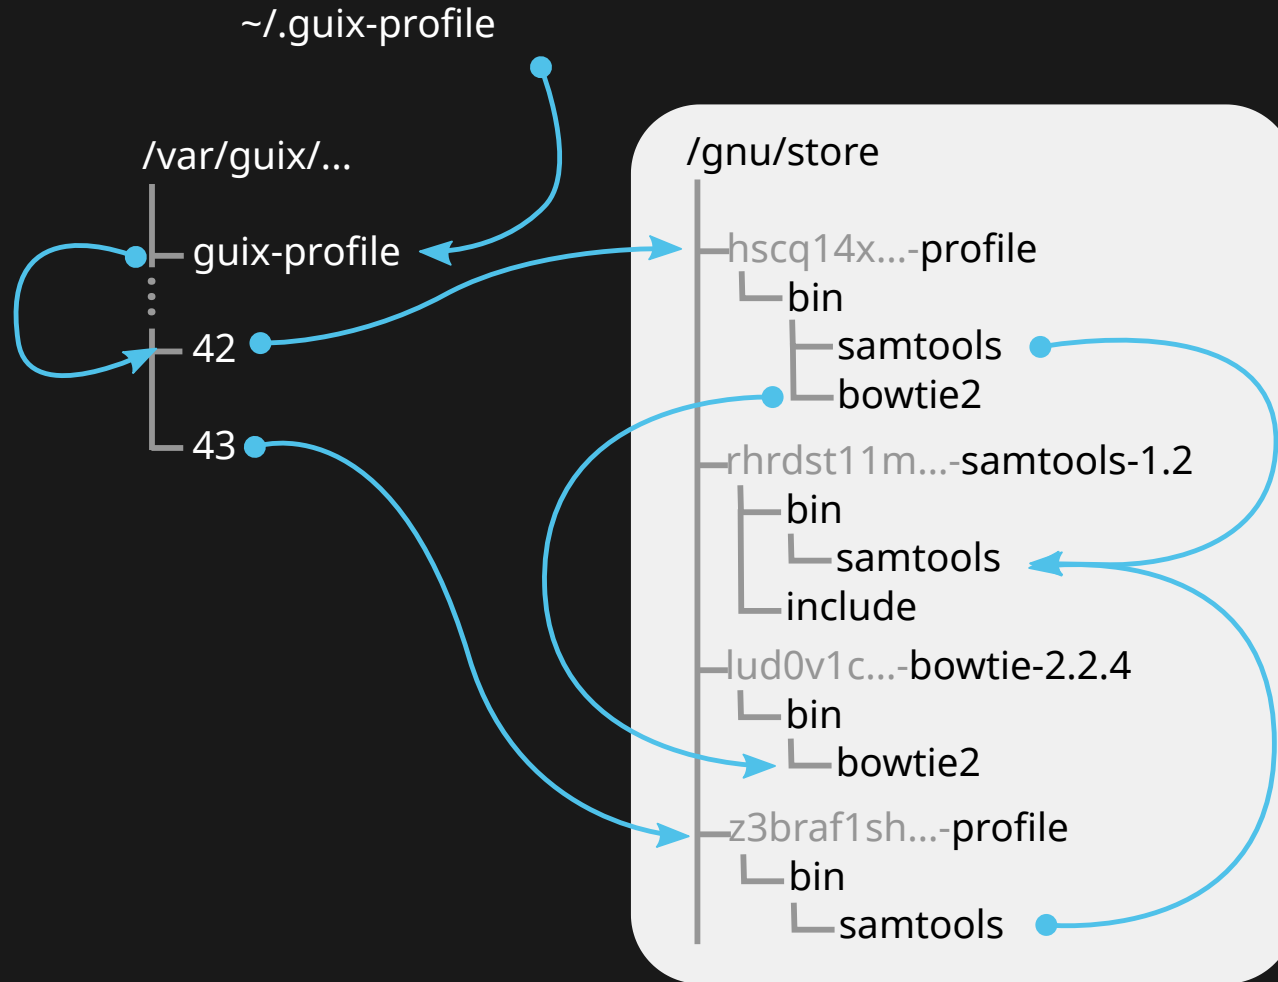 ~/.guix-profile
/var/guix/...
guix-profile
42
43
/gnu/store
hscq14x...-profile
bin
samtools
bowtie2
rhrdst11m...-samtools-1.2
bin
samtools
include
lud0v1c...-bowtie-2.2.4
bin
bowtie2
z3braf1sh...-profile
bin
samtools